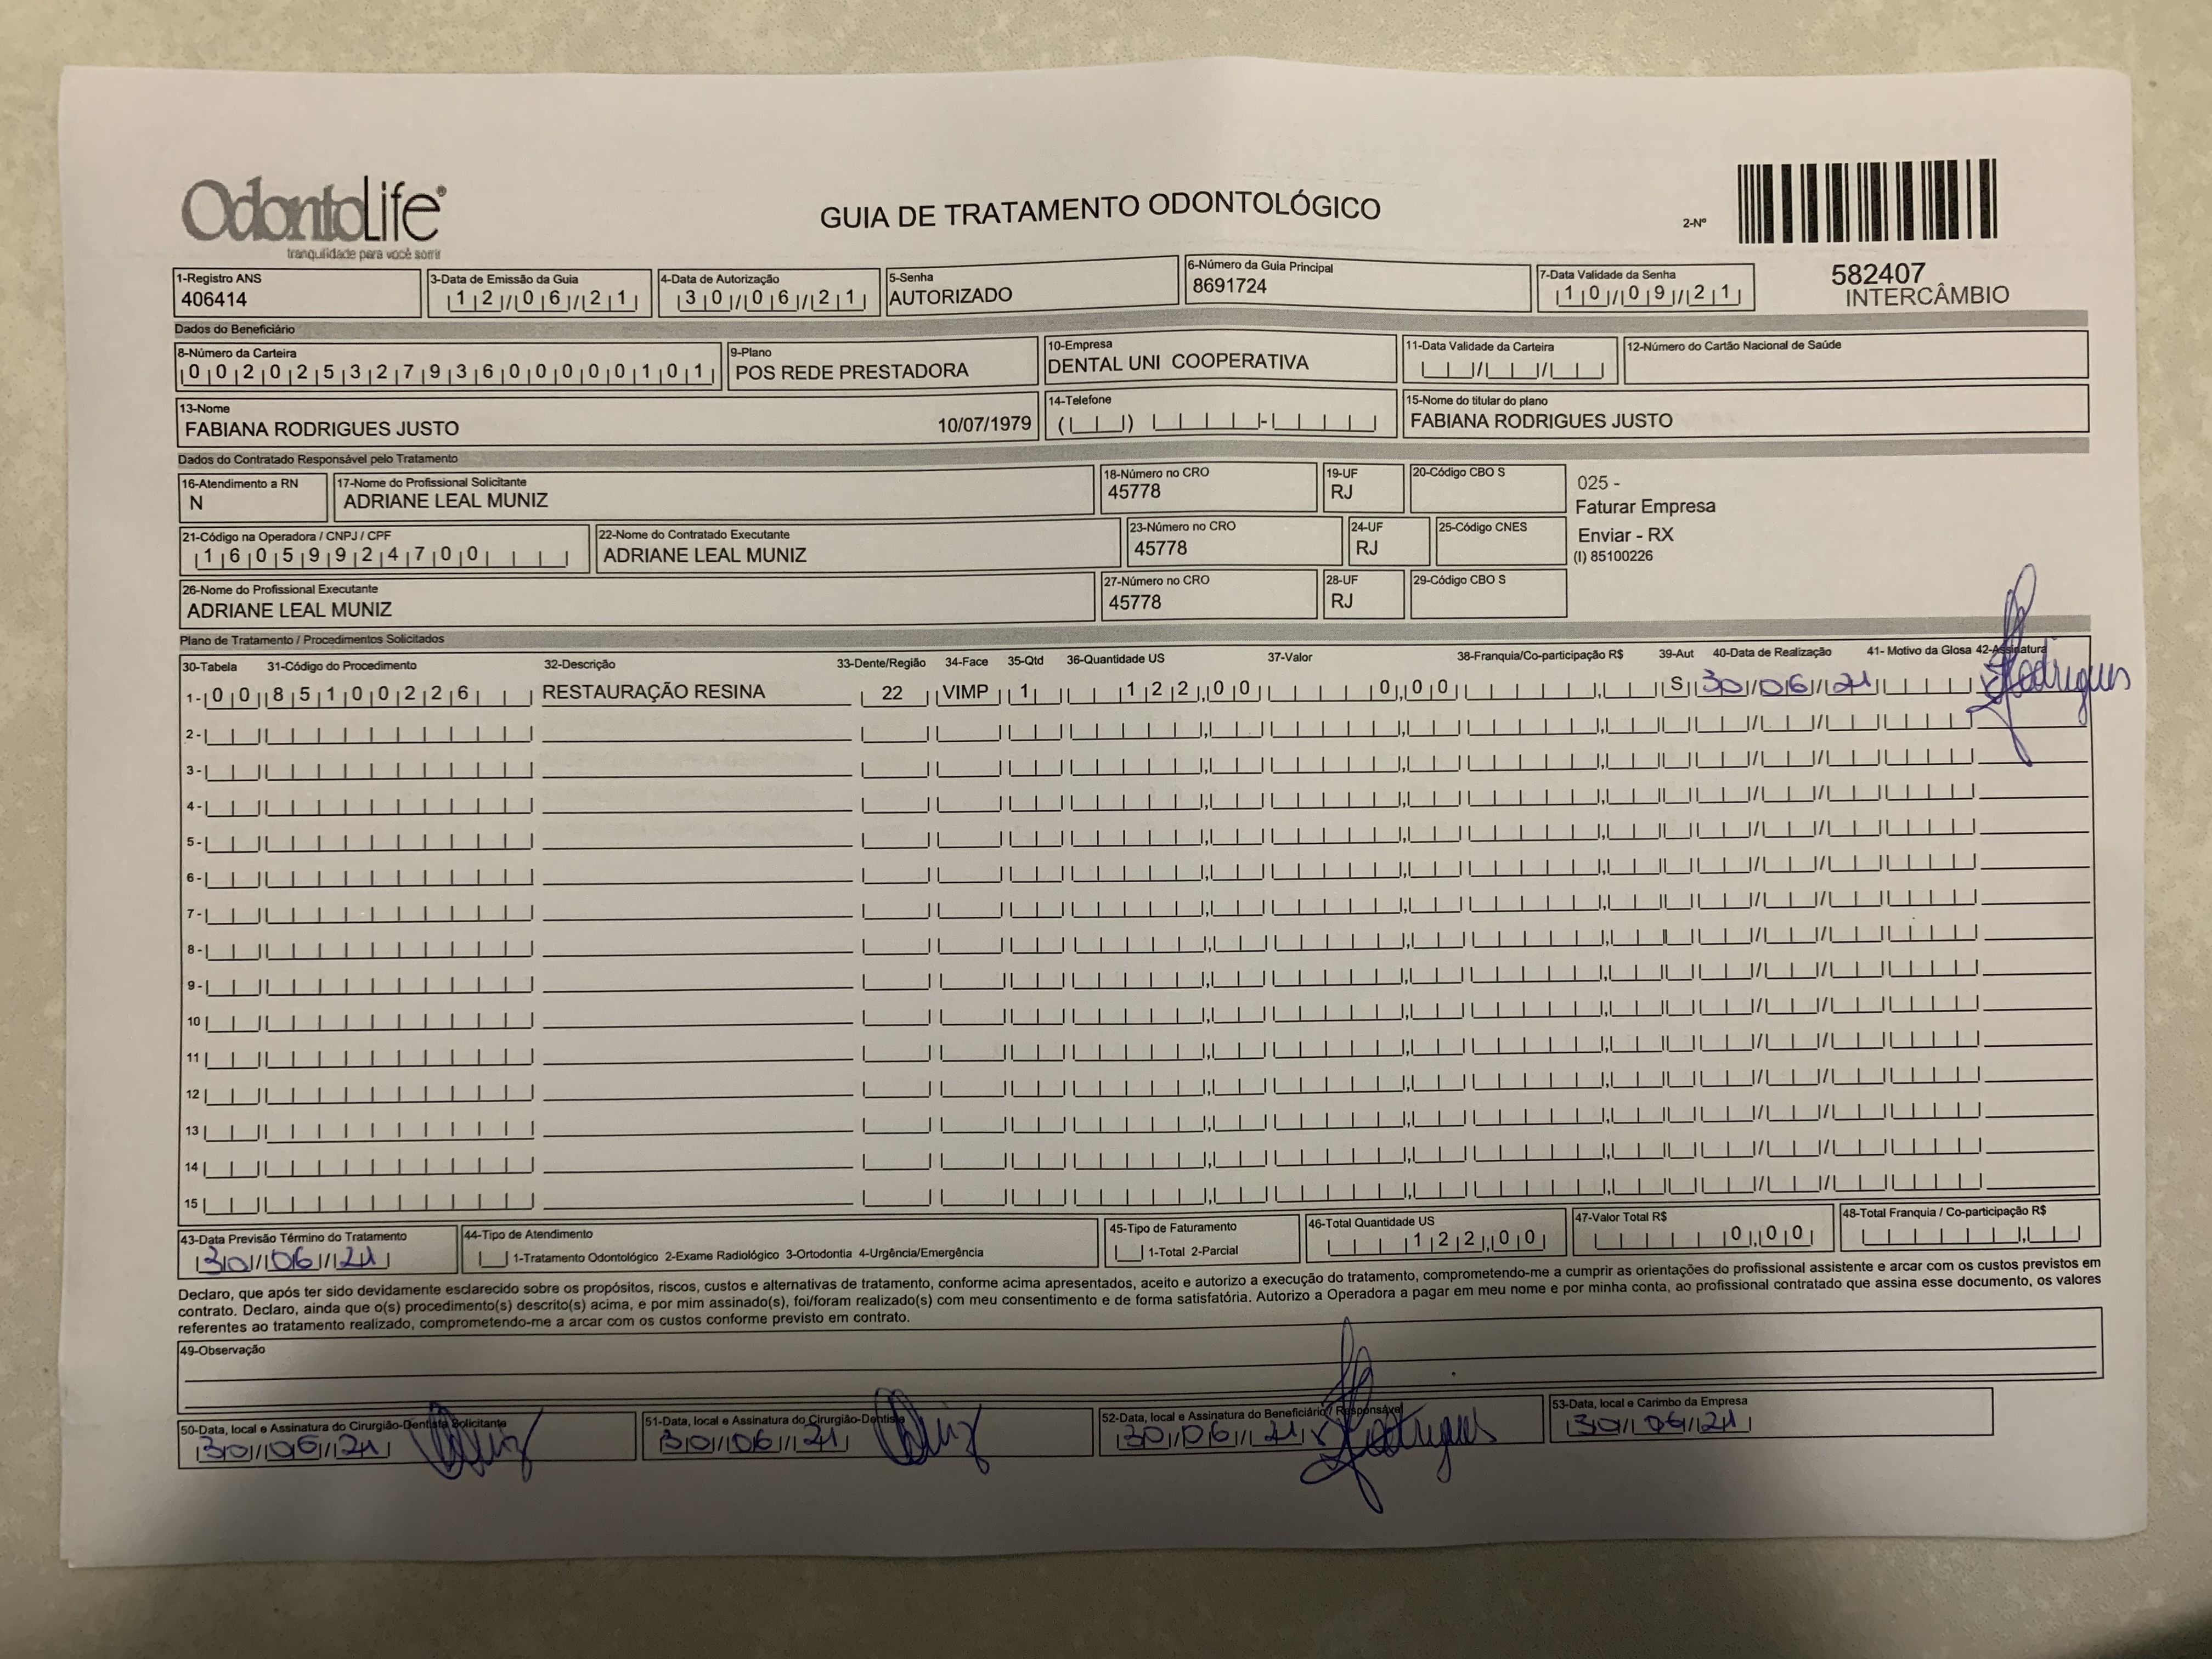 OdontoLife®
tranquilidade para você sorrir
GUIA DE TRATAMENTO ODONTOLÓGICO
2-Nº
582407
INTERCÂMBIO
1-Registro ANS
406414
3-Data de Emissão da Guia
12/06/21
4-Data de Autorização
30/06/21
5-Senha
AUTORIZADO
6-Número da Guia Principal
8691724
7-Data Validade da Senha
10/09/21
Dados do Beneficiário
8-Número da Carteira
00202532793600000101
9-Plano
POS REDE PRESTADORA
10-Empresa
DENTAL UNI COOPERATIVA
11-Data Validade da Carteira
12-Número do Cartão Nacional de Saúde
13-Nome
FABIANA RODRIGUES JUSTO 10/07/1979
14-Telefone
15-Nome do titular do plano
FABIANA RODRIGUES JUSTO
Dados do Contratado Responsável pelo Tratamento
16-Atendimento a RN
N
17-Nome do Profissional Solicitante
ADRIANE LEAL MUNIZ
18-Número no CRO
45778
19-UF
RJ
20-Código CBO S
025 -
Faturar Empresa
Enviar - RX
(I) 85100226
21-Código na Operadora / CNPJ / CPF
16059924700
22-Nome do Contratado Executante
ADRIANE LEAL MUNIZ
23-Número no CRO
45778
24-UF
RJ
25-Código CNES
26-Nome do Profissional Executante
ADRIANE LEAL MUNIZ
27-Número no CRO
45778
28-UF
RJ
29-Código CBO S
Plano de Tratamento / Procedimentos Solicitados
30-Tabela 31-Código do Procedimento 32-Descrição 33-Dente/Região 34-Face 35-Qtd 36-Quantidade US 37-Valor 38-Franquia/Co-participação R$ 39-Aut 40-Data de Realização 41- Motivo da Glosa 42-Assinatura
1- 00 85100226 RESTAURAÇÃO RESINA 22 VIMP 1 122,00 0,00 S 30/06/21 Rodrigues
2-
3-
4-
5-
6-
7-
8-
9-
10
11
12
13
14
15
43-Data Previsão Término do Tratamento
30/06/21
44-Tipo de Atendimento
1-Tratamento Odontológico 2-Exame Radiológico 3-Ortodontia 4-Urgência/Emergência
45-Tipo de Faturamento
1-Total 2-Parcial
46-Total Quantidade US
122,00
47-Valor Total R$
0,00
48-Total Franquia / Co-participação R$
Declaro, que após ter sido devidamente esclarecido sobre os propósitos, riscos, custos e alternativas de tratamento, conforme acima apresentados, aceito e autorizo a execução do tratamento, comprometendo-me a cumprir as orientações do profissional assistente e arcar com os custos previstos em
contrato. Declaro, ainda que o(s) procedimento(s) descrito(s) acima, e por mim assinado(s), foi/foram realizado(s) com meu consentimento e de forma satisfatória. Autorizo a Operadora a pagar em meu nome e por minha conta, ao profissional contratado que assina esse documento, os valores
referentes ao tratamento realizado, comprometendo-me a arcar com os custos conforme previsto em contrato.
49-Observação
50-Data, local e Assinatura do Cirurgião-Dentista Solicitante
30/06/21
51-Data, local e Assinatura do Cirurgião-Dentista
30/06/21
52-Data, local e Assinatura do Beneficiário / Responsável
30/06/21 Rodrigues
53-Data, local e Carimbo da Empresa
30/06/21